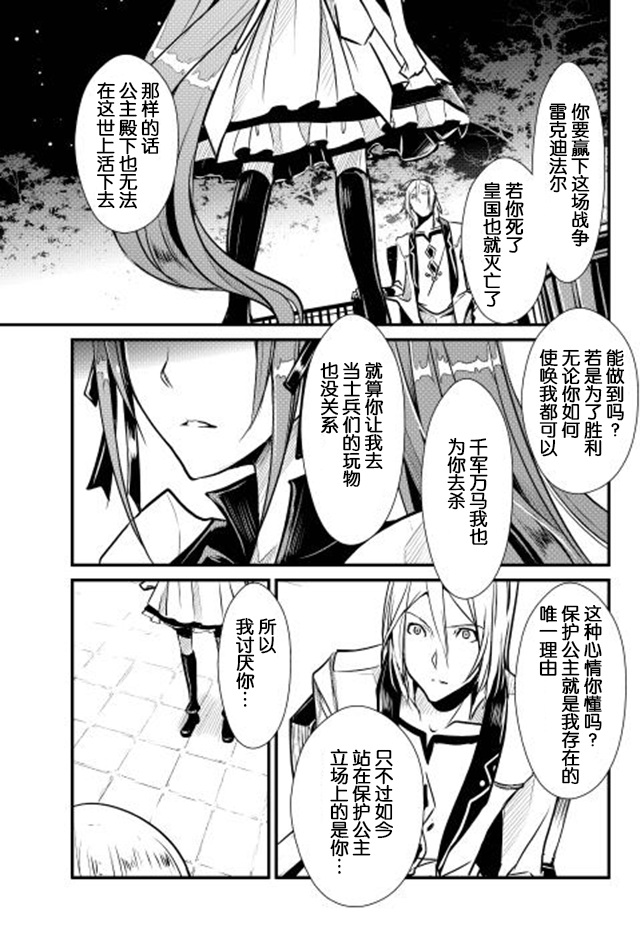 你要赢下这场战争
雷克迪法尔
若你死了
皇国也就灭亡了
那样的话
公主殿下也无法
在这世上活下去
能做到吗？
若是为了胜利
无论你如何
使唤我都可以
千军万马我也
为你去杀
就算你让我去
当士兵们的玩物
也没关系
这种心情你懂吗？
保护公主就是我存在的
唯一理由
只不过如今
站在保护公主
立场上的是你…
所以
我讨厌你…